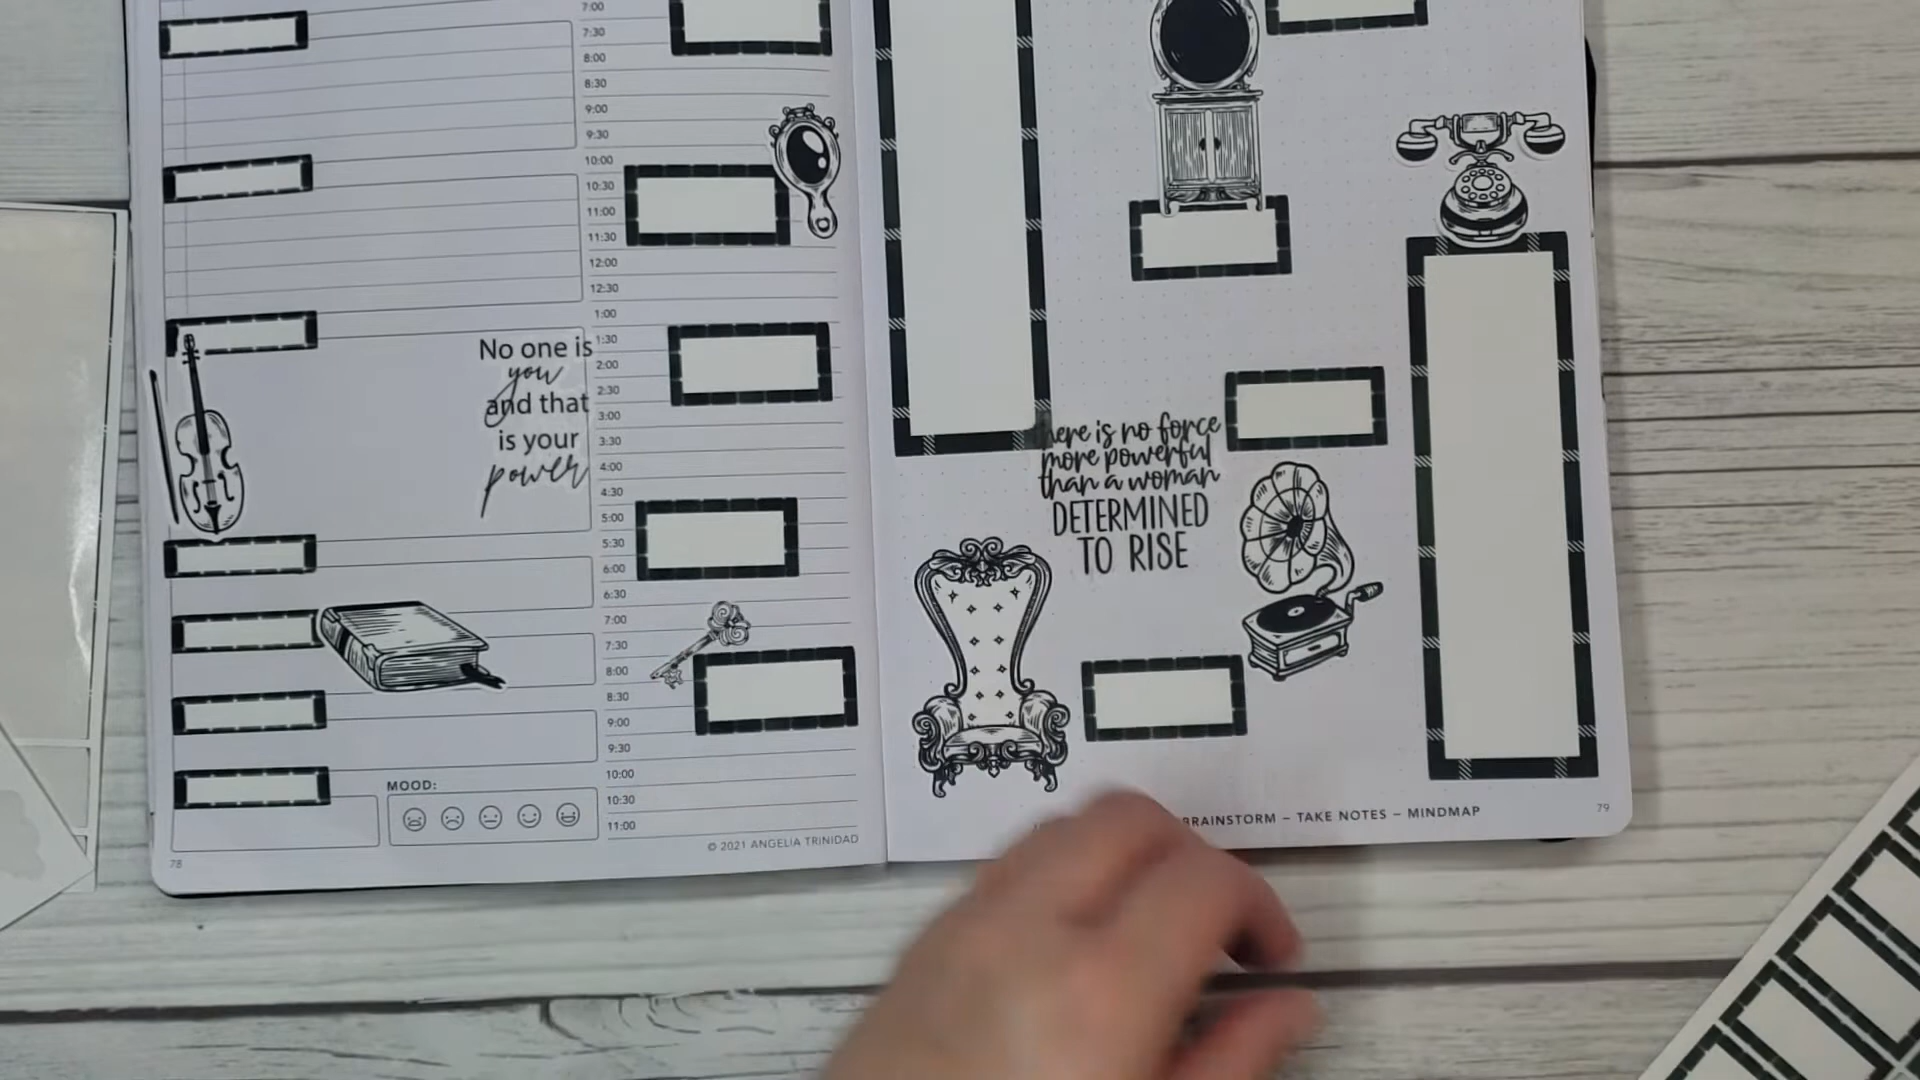 7:00
7:30
8:00
8:30
9:00
9:30
10:00
10:30
11:00
11:30
12:00
12:30
1:00
1:30
2:00
2:30
3:00
3:30
4:00
4:30
5:00
5:30
6:00
6:30
7:00
7:30
8:00
8:30
9:00
9:30
10:00
10:30
11:00
No one is
you
and that
is your
power
MOOD:
78
© 2021 ANGELIA TRINIDAD
here is no force
more powerful
than a woman
DETERMINED
TO RISE
BRAINSTORM – TAKE NOTES – MINDMAP
79